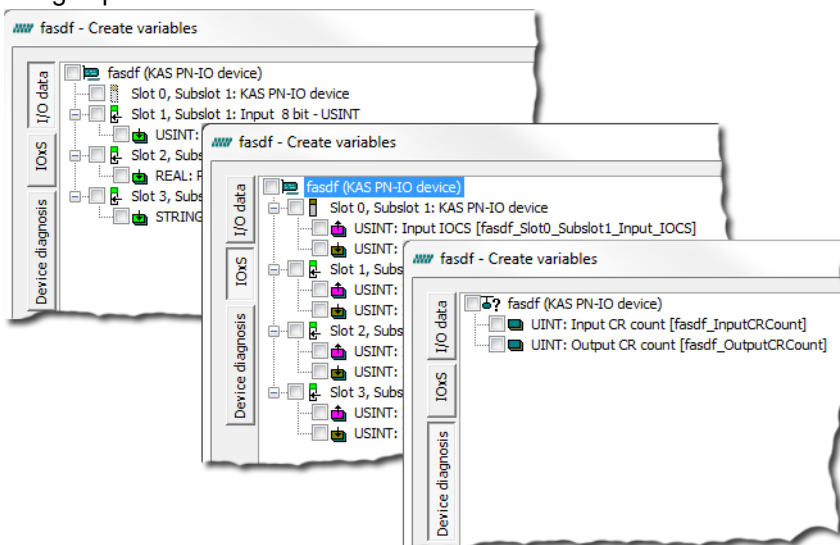 fasdf - Create variables
I/O data
IOxS
Device diagnosis
fasdf (KAS PN-IO device)
Slot 0, Subslot 1: KAS PN-IO device
Slot 1, Subslot 1: Input 8 bit - USINT
USINT:
Slot 2, Subs
REAL: F
Slot 3, Subs
STRING
fasdf - Create variables
I/O data
IOxS
Device diagnosis
fasdf (KAS PN-IO device)
Slot 0, Subslot 1: KAS PN-IO device
USINT: Input IOCS [fasdf_Slot0_Subslot1_Input_IOCS]
USINT:
Slot 1, Subs
USINT:
USINT:
Slot 2, Subs
USINT:
USINT:
Slot 3, Subs
USINT:
USINT:
fasdf - Create variables
I/O data
IOxS
Device diagnosis
fasdf (KAS PN-IO device)
UINT: Input CR count [fasdf_InputCRCount]
UINT: Output CR count [fasdf_OutputCRCount]